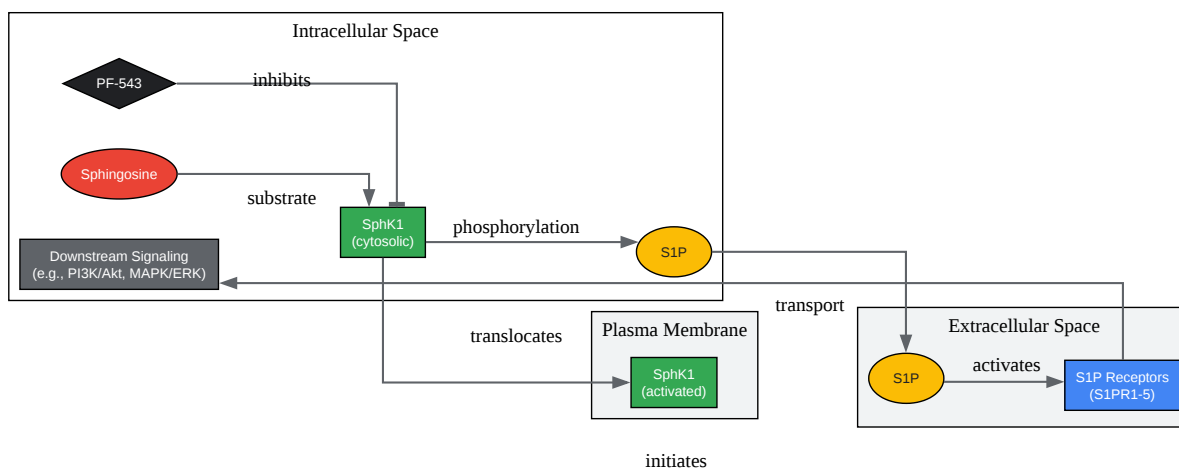 Intracellular Space
PF-543
inhibits
Sphingosine
substrate
SphK1
(cytosolic)
phosphorylation
S1P
Downstream Signaling
(e.g., PI3K/Akt, MAPK/ERK)
transport
translocates
Plasma Membrane
SphK1
(activated)
Extracellular Space
S1P
activates
S1P Receptors
(S1PR1-5)
initiates